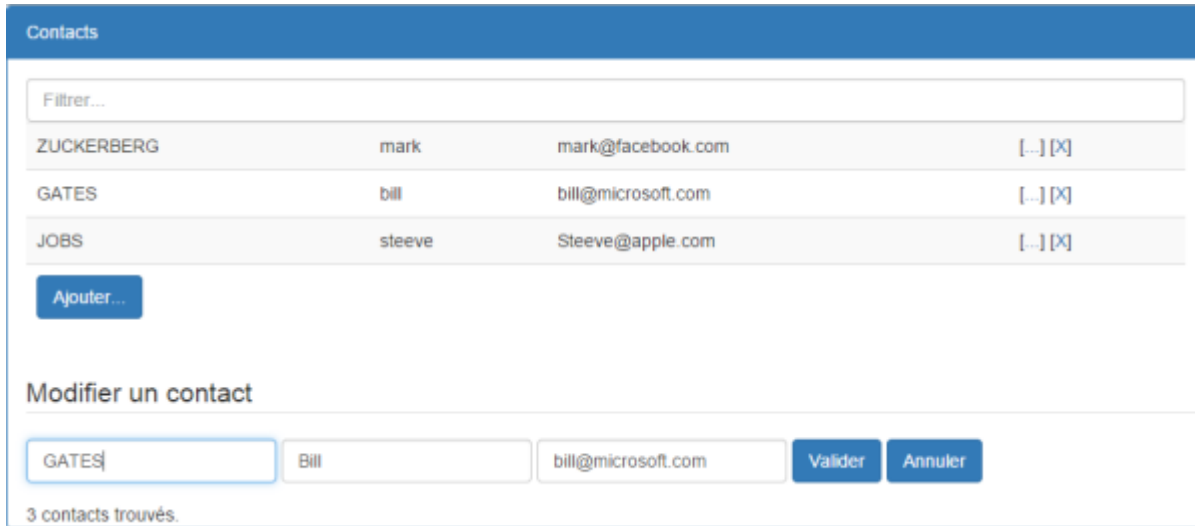 Contacts
Filtrer...
ZUCKERBERG mark mark@facebook.com [...] [X]
GATES bill bill@microsoft.com [...] [X]
JOBS steeve Steeve@apple.com [...] [X]
Ajouter...
Modifier un contact
GATES Bill bill@microsoft.com Valider Annuler
3 contacts trouvés.